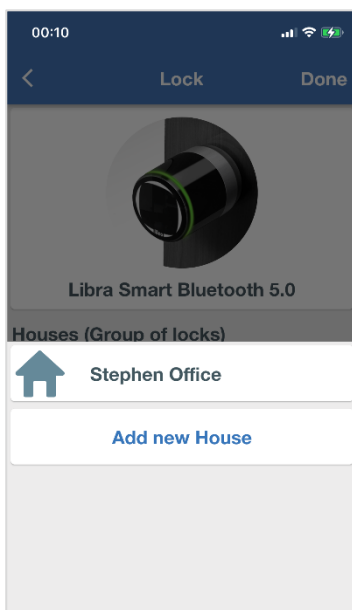 00:10
Lock
Done
Libra Smart Bluetooth 5.0
Houses (Group of locks)
Stephen Office
Add new House